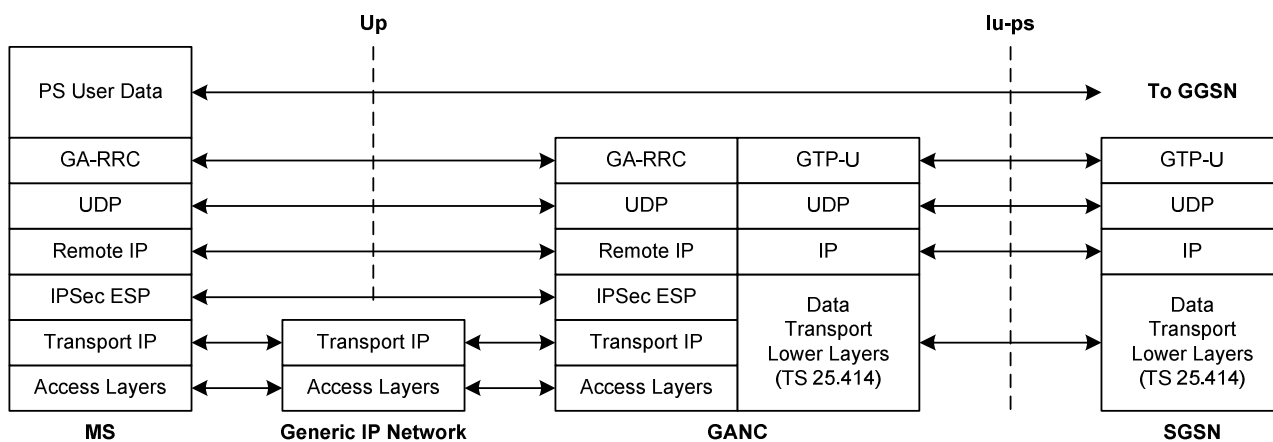 Up
Iu-ps
PS User Data
To GGSN
GA-RRC
GA-RRC
GTP-U
GTP-U
UDP
UDP
UDP
UDP
Remote IP
Remote IP
IP
IP
IPSec ESP
IPSec ESP
Data
Transport
Lower Layers
(TS 25.414)
Data
Transport
Lower Layers
(TS 25.414)
Transport IP
Transport IP
Transport IP
Access Layers
Access Layers
Access Layers
MS
Generic IP Network
GANC
SGSN